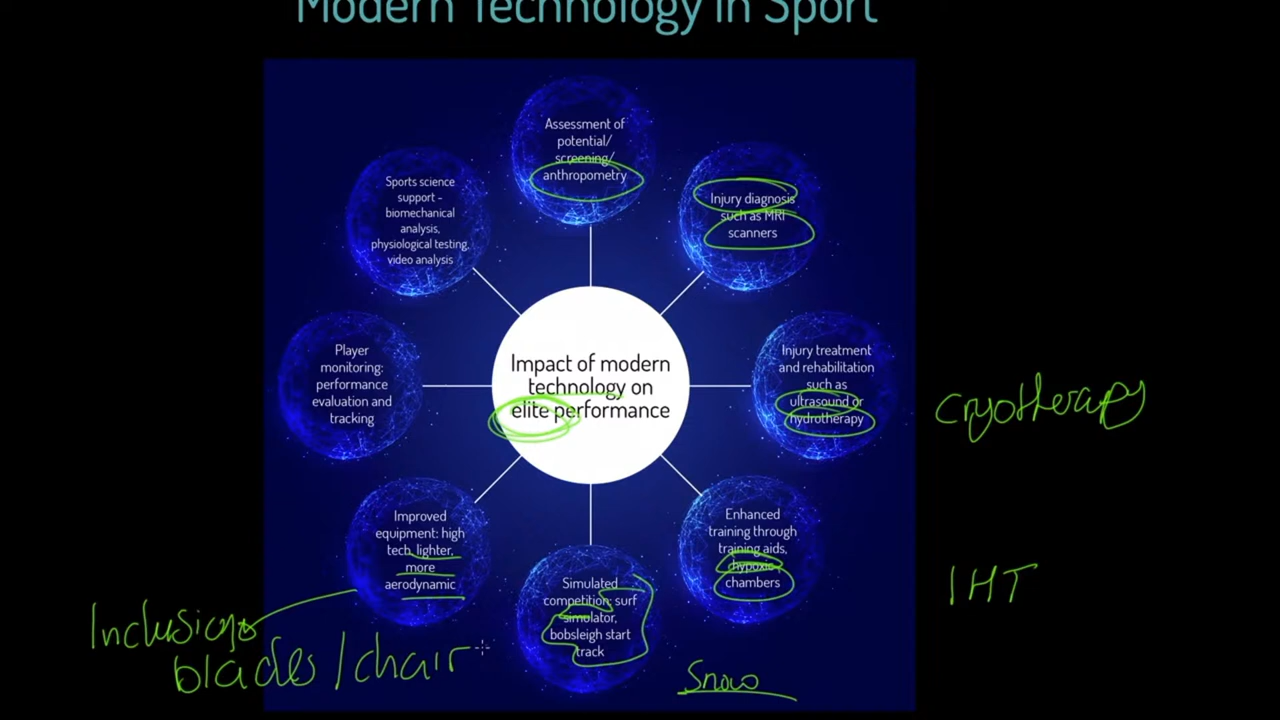 Modern Technology in Sport
Assessment of
potential/
screening/
anthropometry
Injury diagnosis
such as MRI
scanners
Injury treatment
and rehabilitation
such as
ultrasound or
hydrotherapy
cryotherapy
Enhanced
training through
training aids,
hypoxic
chambers
IHT
Simulated
competition: surf
simulator,
bobsleigh start
track
Snow
Improved
equipment: high
tech, lighter,
more
aerodynamic
Inclusion
blades/chair
Player
monitoring:
performance
evaluation and
tracking
Sports science
support -
biomechanical
analysis,
physiological testing,
video analysis
Impact of modern
technology on
elite performance